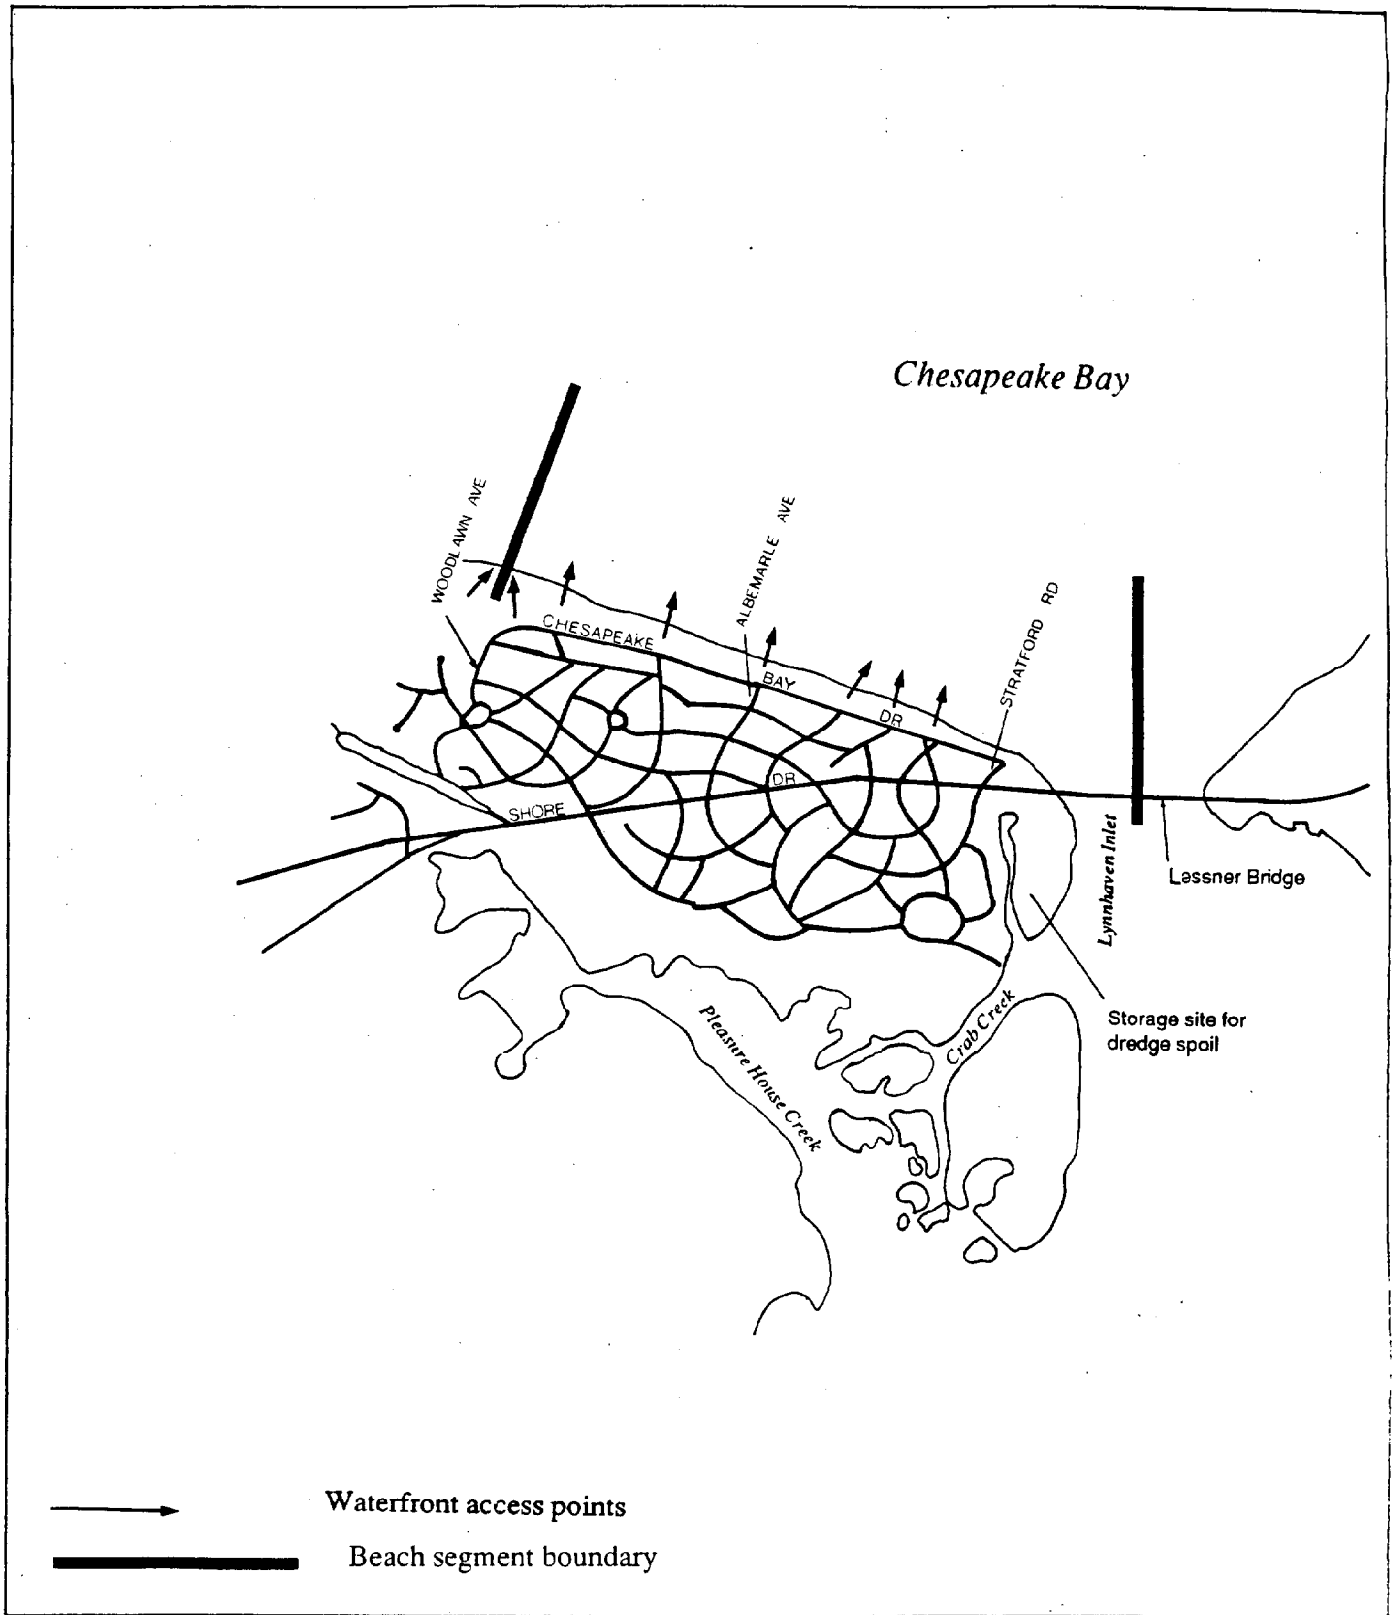 Chesapeake Bay
WOODLAWN AVE
ALBEMARLE AVE
STRATFORD RD
CHESAPEAKE
BAY
DR
SHORE
DR
Lynnhaven Inlet
Lessner Bridge
Storage site for
dredge spoil
Crab Creek
Pleasure House Creek
Waterfront access points
Beach segment boundary